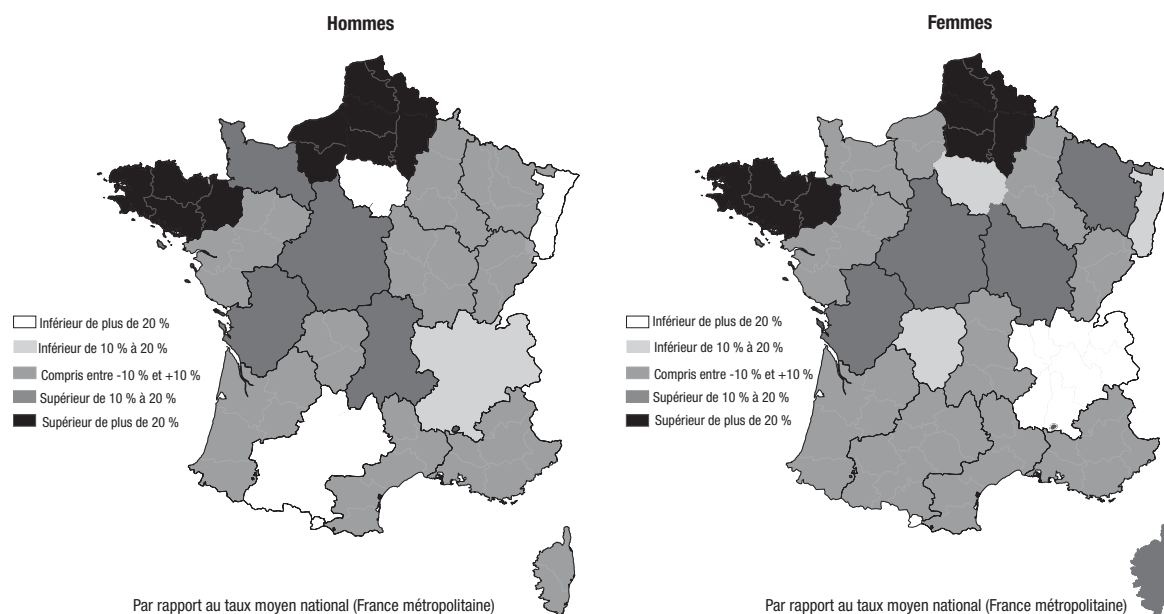 Hommes
Inférieur de plus de 20 %
Inférieur de 10 % à 20 %
Compris entre -10 % et +10 %
Supérieur de 10 % à 20 %
Supérieur de plus de 20 %
Par rapport au taux moyen national (France métropolitaine)
Femmes
Inférieur de plus de 20 %
Inférieur de 10 % à 20 %
Compris entre -10 % et +10 %
Supérieur de 10 % à 20 %
Supérieur de plus de 20 %
Par rapport au taux moyen national (France métropolitaine)